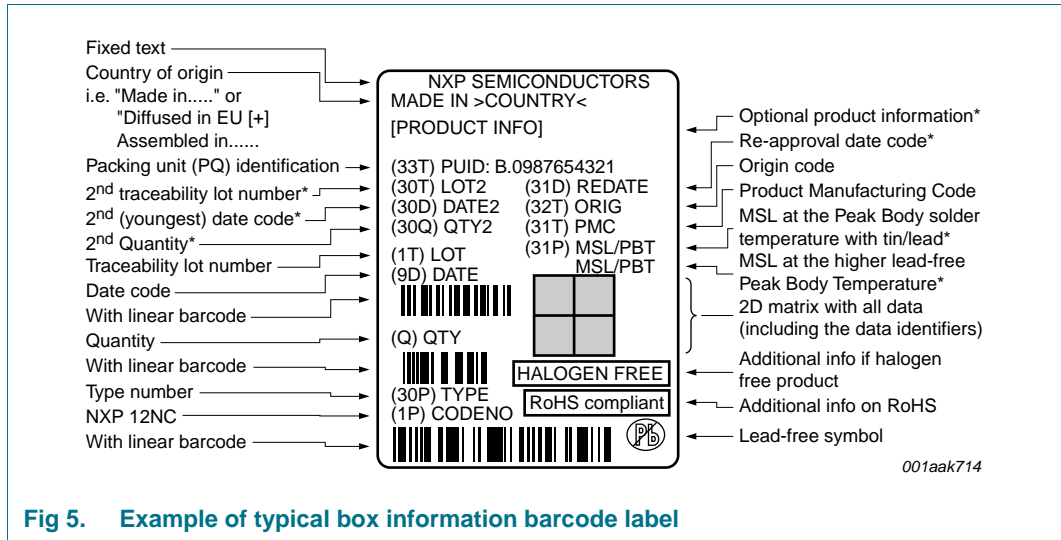 Fixed text
Country of origin
i.e. "Made in....." or
"Diffused in EU [+]
Assembled in......
Packing unit (PQ) identification
2nd traceability lot number*
2nd (youngest) date code*
2nd Quantity*
Traceability lot number
Date code
With linear barcode
Quantity
With linear barcode
Type number
NXP 12NC
With linear barcode
NXP SEMICONDUCTORS
MADE IN >COUNTRY<
[PRODUCT INFO]
(33T) PUID: B.0987654321
(30T) LOT2 (31D) REDATE
(30D) DATE2 (32T) ORIG
(30Q) QTY2 (31T) PMC
(31P) MSL/PBT
(1T) LOT MSL/PBT
(9D) DATE
(Q) QTY
HALOGEN FREE
(30P) TYPE
RoHS compliant
(1P) CODENO
Pb
Optional product information*
Re-approval date code*
Origin code
Product Manufacturing Code
MSL at the Peak Body solder
temperature with tin/lead*
MSL at the higher lead-free
Peak Body Temperature*
2D matrix with all data
(including the data identifiers)
Additional info if halogen
free product
Additional info on RoHS
Lead-free symbol
001aak714
Fig 5. Example of typical box information barcode label